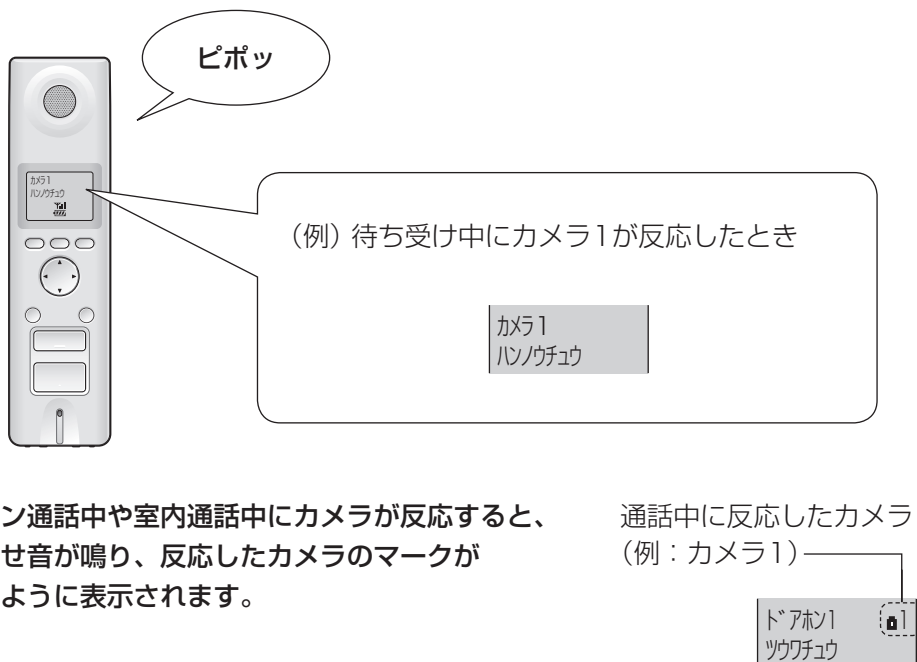 ピポッ
カメラ1
ハンノウチュウ
(例) 待ち受け中にカメラ1が反応したとき
カメラ1
ハンノウチュウ
ン通話中や室内通話中にカメラが反応すると、
せ音が鳴り、反応したカメラのマークが
ように表示されます。
通話中に反応したカメラ
(例:カメラ1)
ドアホン1 1
ツウワチュウ